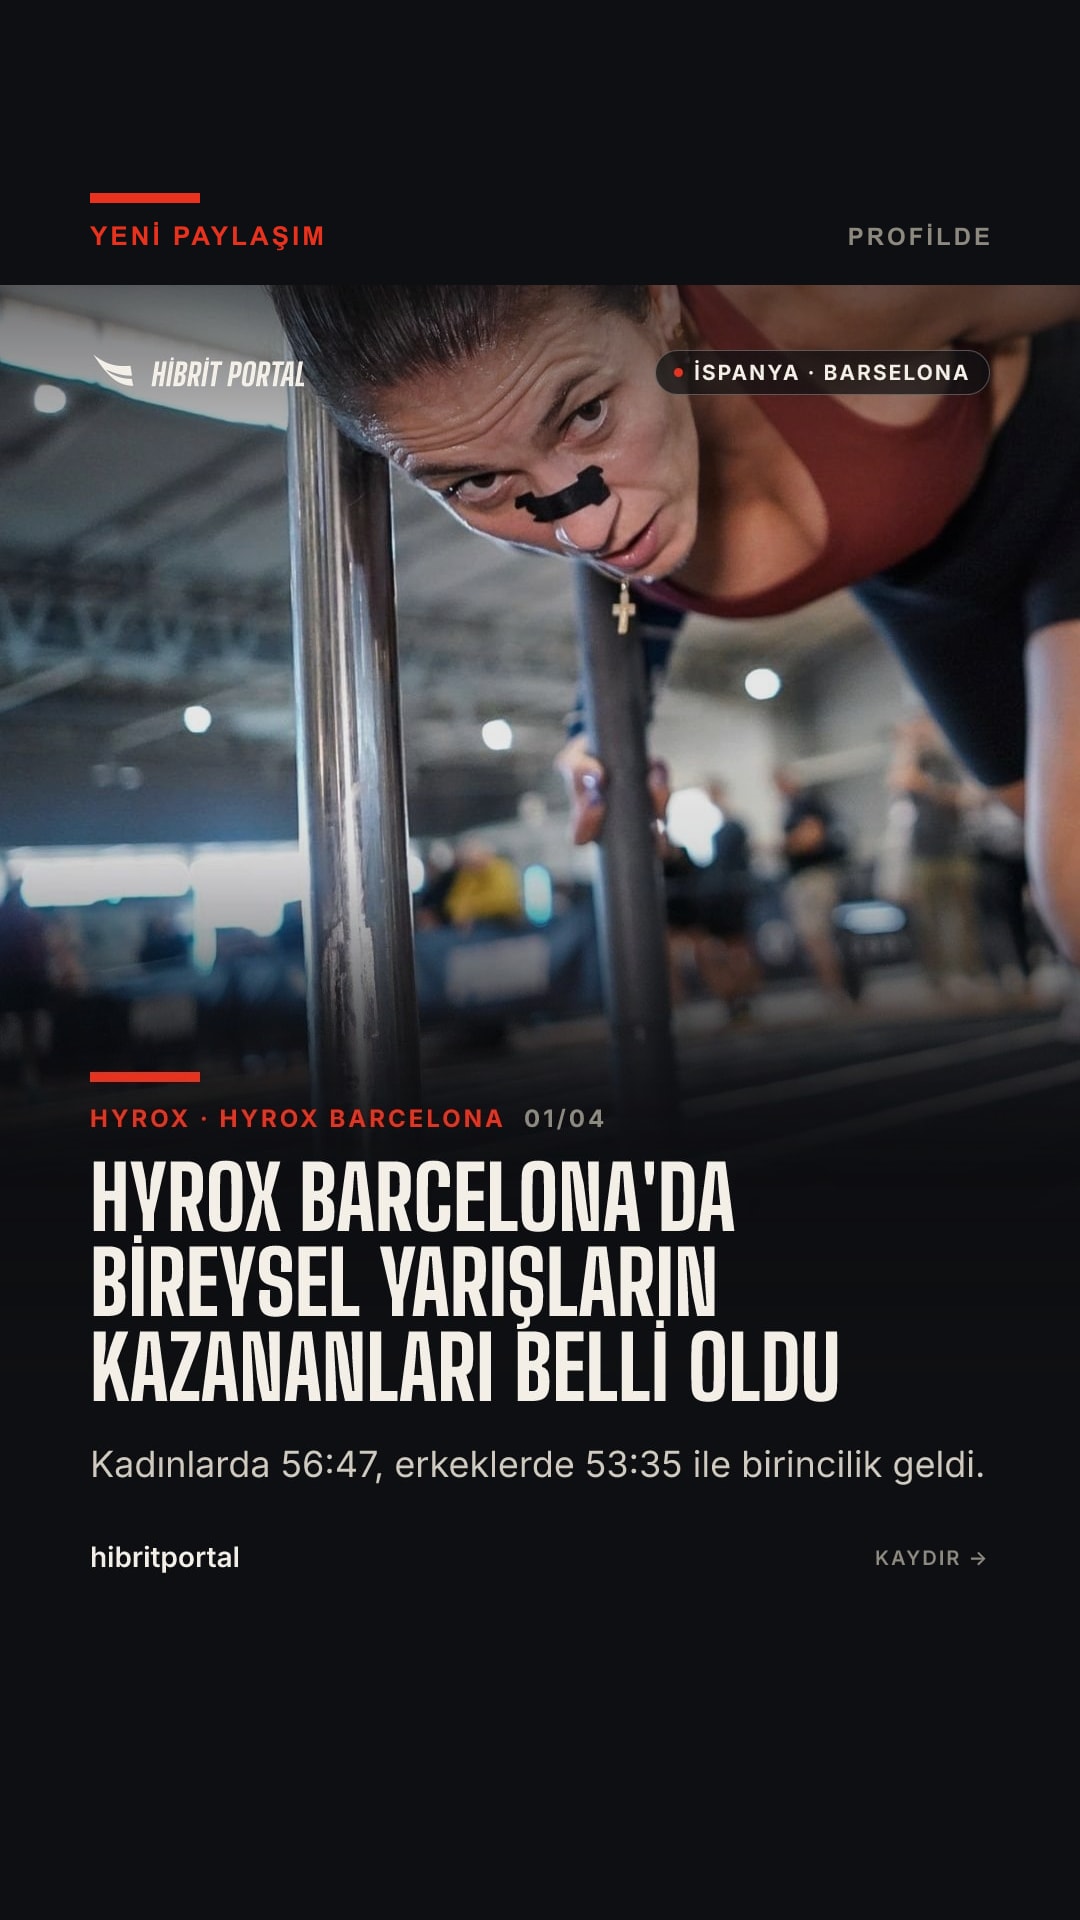 YENİ PAYLAŞIM
PROFİLDE
HİBRİT PORTAL
İSPANYA · BARSELONA
HYROX · HYROX BARCELONA 01/04
HYROX BARCELONA'DA
BİREYSEL YARIŞLARIN
KAZANANLARI BELLİ OLDU
Kadınlarda 56:47, erkeklerde 53:35 ile birincilik geldi.
hibritportal
KAYDIR →